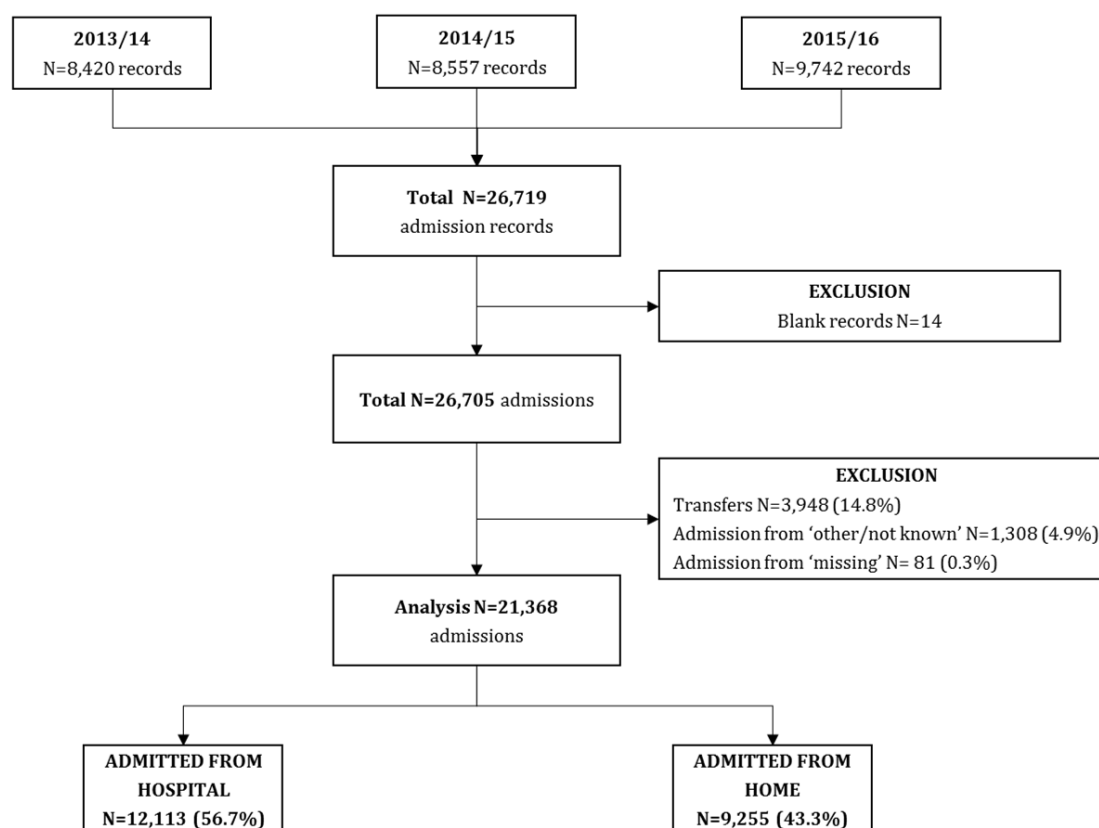 2013/14
N=8,420 records
2014/15
N=8,557 records
2015/16
N=9,742 records
Total N=26,719
admission records
EXCLUSION
Blank records N=14
Total N=26,705 admissions
EXCLUSION
Transfers N=3,948 (14.8%)
Admission from ‘other/not known’ N=1,308 (4.9%)
Admission from ‘missing’ N= 81 (0.3%)
Analysis N=21,368
admissions
ADMITTED FROM
HOSPITAL
N=12,113 (56.7%)
ADMITTED FROM
HOME
N=9,255 (43.3%)